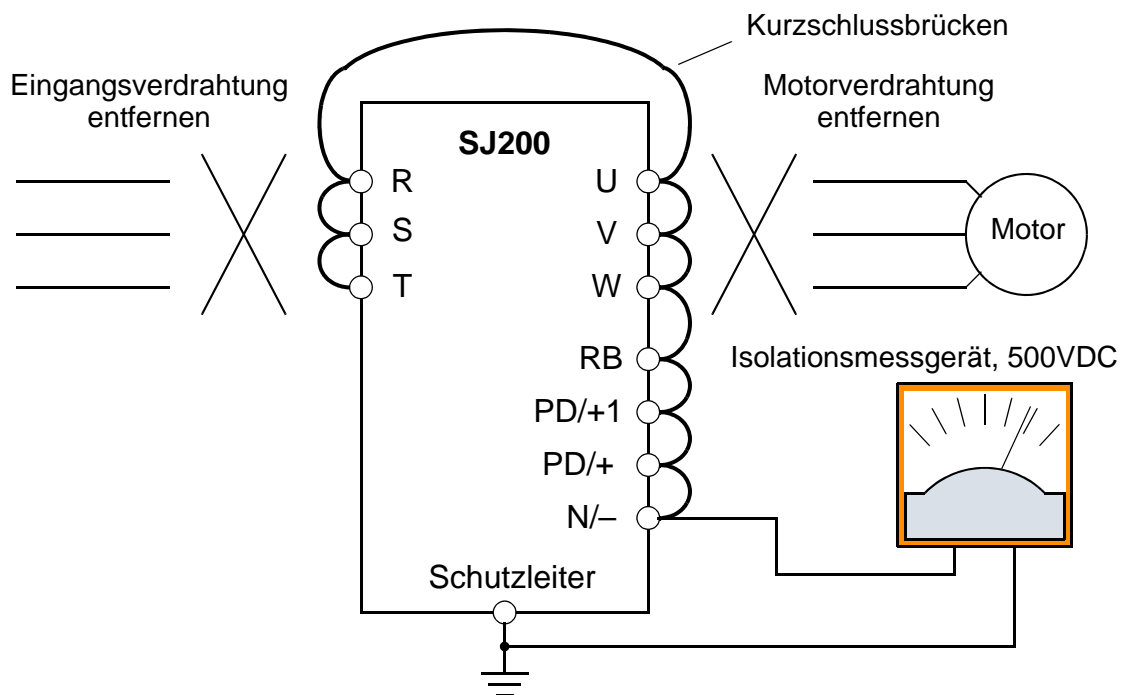 Kurzschlussbrücken
Eingangsverdrahtung
entfernen
Motorverdrahtung
entfernen
SJ200
R
U
S
V
T
W
Motor
RB
Isolationsmessgerät, 500VDC
PD/+1
PD/+
N/–
Schutzleiter